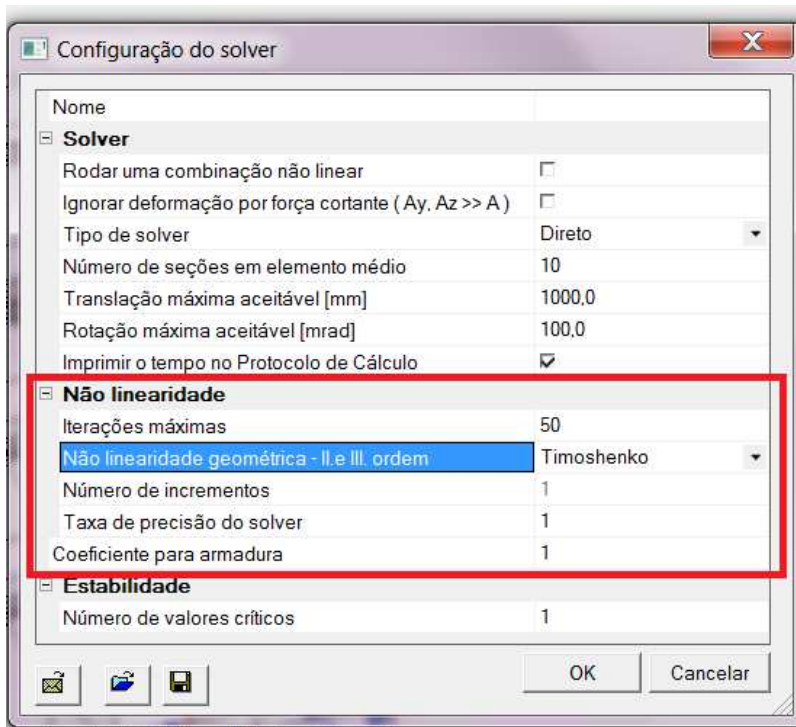 Configuração do solver
Nome
Solver
Rodar uma combinação não linear
Ignorar deformação por força cortante ( Ay, Az >> A )
Tipo de solver Direto
Número de seções em elemento médio 10
Translação máxima aceitável [mm] 1000,0
Rotação máxima aceitável [mrad] 100,0
Imprimir o tempo no Protocolo de Cálculo
Não linearidade
Iterações máximas 50
Não linearidade geométrica - II.e III. ordem Timoshenko
Número de incrementos 1
Taxa de precisão do solver 1
Coeficiente para armadura 1
Estabilidade
Número de valores críticos 1
OK Cancelar